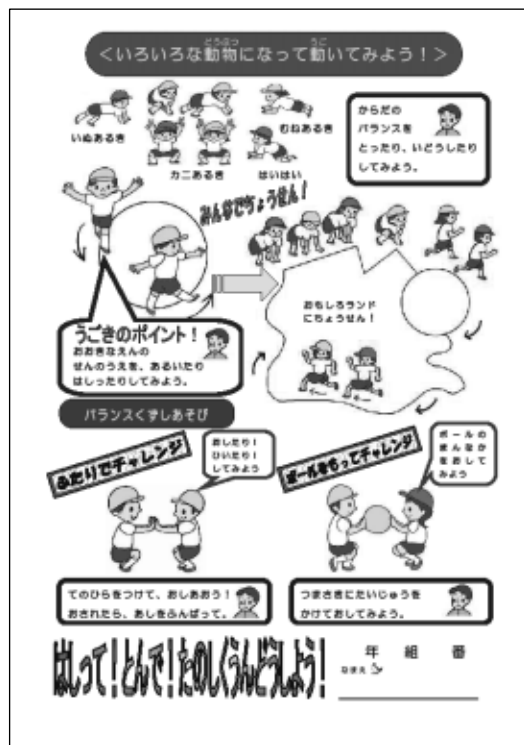 <いろいろな動物になって動いてみよう！>
どうぶつ
うご
いぬあるき
カニあるき
むねあるき
はいはい
からだの
バランスを
とったり、いどうしたり
してみよう。
みんなでちょうせん！
おもしろランド
にちょうせん！
うごきのポイント！
おおきなえんの
せんのうえを、あるいたり
はしったりしてみよう。
バランスくずしあそび
ふたりでチャレンジ
おしたり！
ひいたり！
してみよう
ボールをもってチャレンジ
ボールの
まんなか
をおして
みよう
てのひらをつけて、おしあおう！
おされたら、あしをふんばって。
つまさきにたいじゅうを
かけておしてみよう。
はしって！とんで！たのしくうんどうしよう！
年 組 番
なまえ